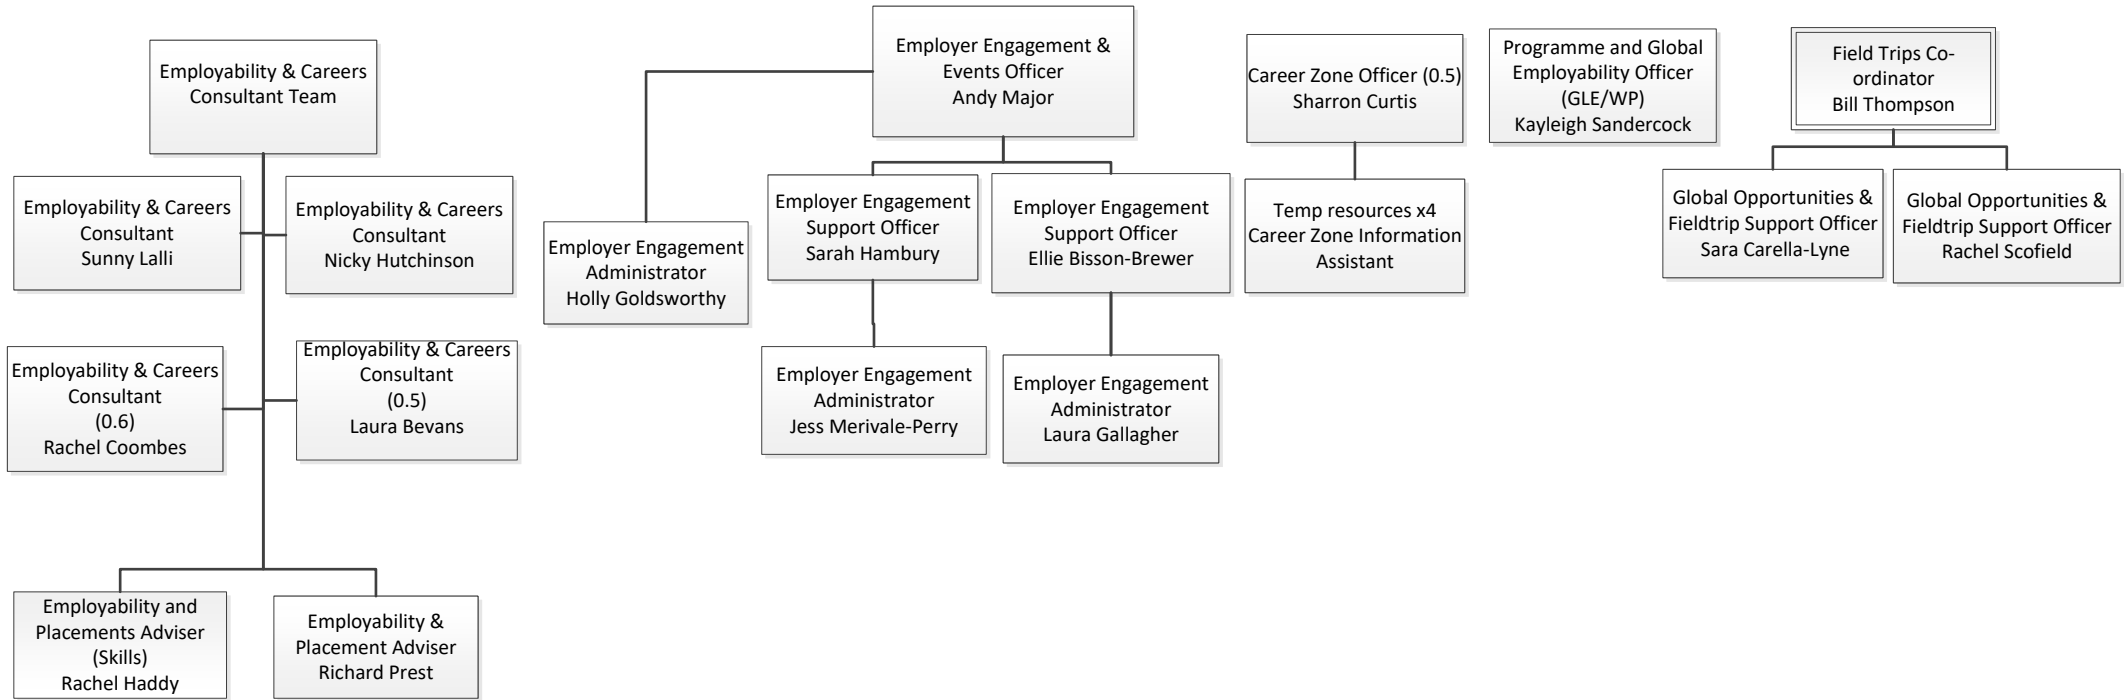 Employability & Careers
Consultant Team
Employability & Careers
Consultant
Sunny Lalli
Employability & Careers
Consultant
Nicky Hutchinson
Employability & Careers
Consultant
(0.6)
Rachel Coombes
Employability & Careers
Consultant
(0.5)
Laura Bevans
Employability and
Placements Adviser
(Skills)
Rachel Haddy
Employability &
Placement Adviser
Richard Prest
Employer Engagement &
Events Officer
Andy Major
Employer Engagement
Administrator
Holly Goldsworthy
Employer Engagement
Support Officer
Sarah Hambury
Employer Engagement
Support Officer
Ellie Bisson-Brewer
Employer Engagement
Administrator
Jess Merivale-Perry
Employer Engagement
Administrator
Laura Gallagher
Career Zone Officer (0.5)
Sharron Curtis
Temp resources x4
Career Zone Information
Assistant
Programme and Global
Employability Officer
(GLE/WP)
Kayleigh Sandercock
Field Trips Co-
ordinator
Bill Thompson
Global Opportunities &
Fieldtrip Support Officer
Sara Carella-Lyne
Global Opportunities &
Fieldtrip Support Officer
Rachel Scofield